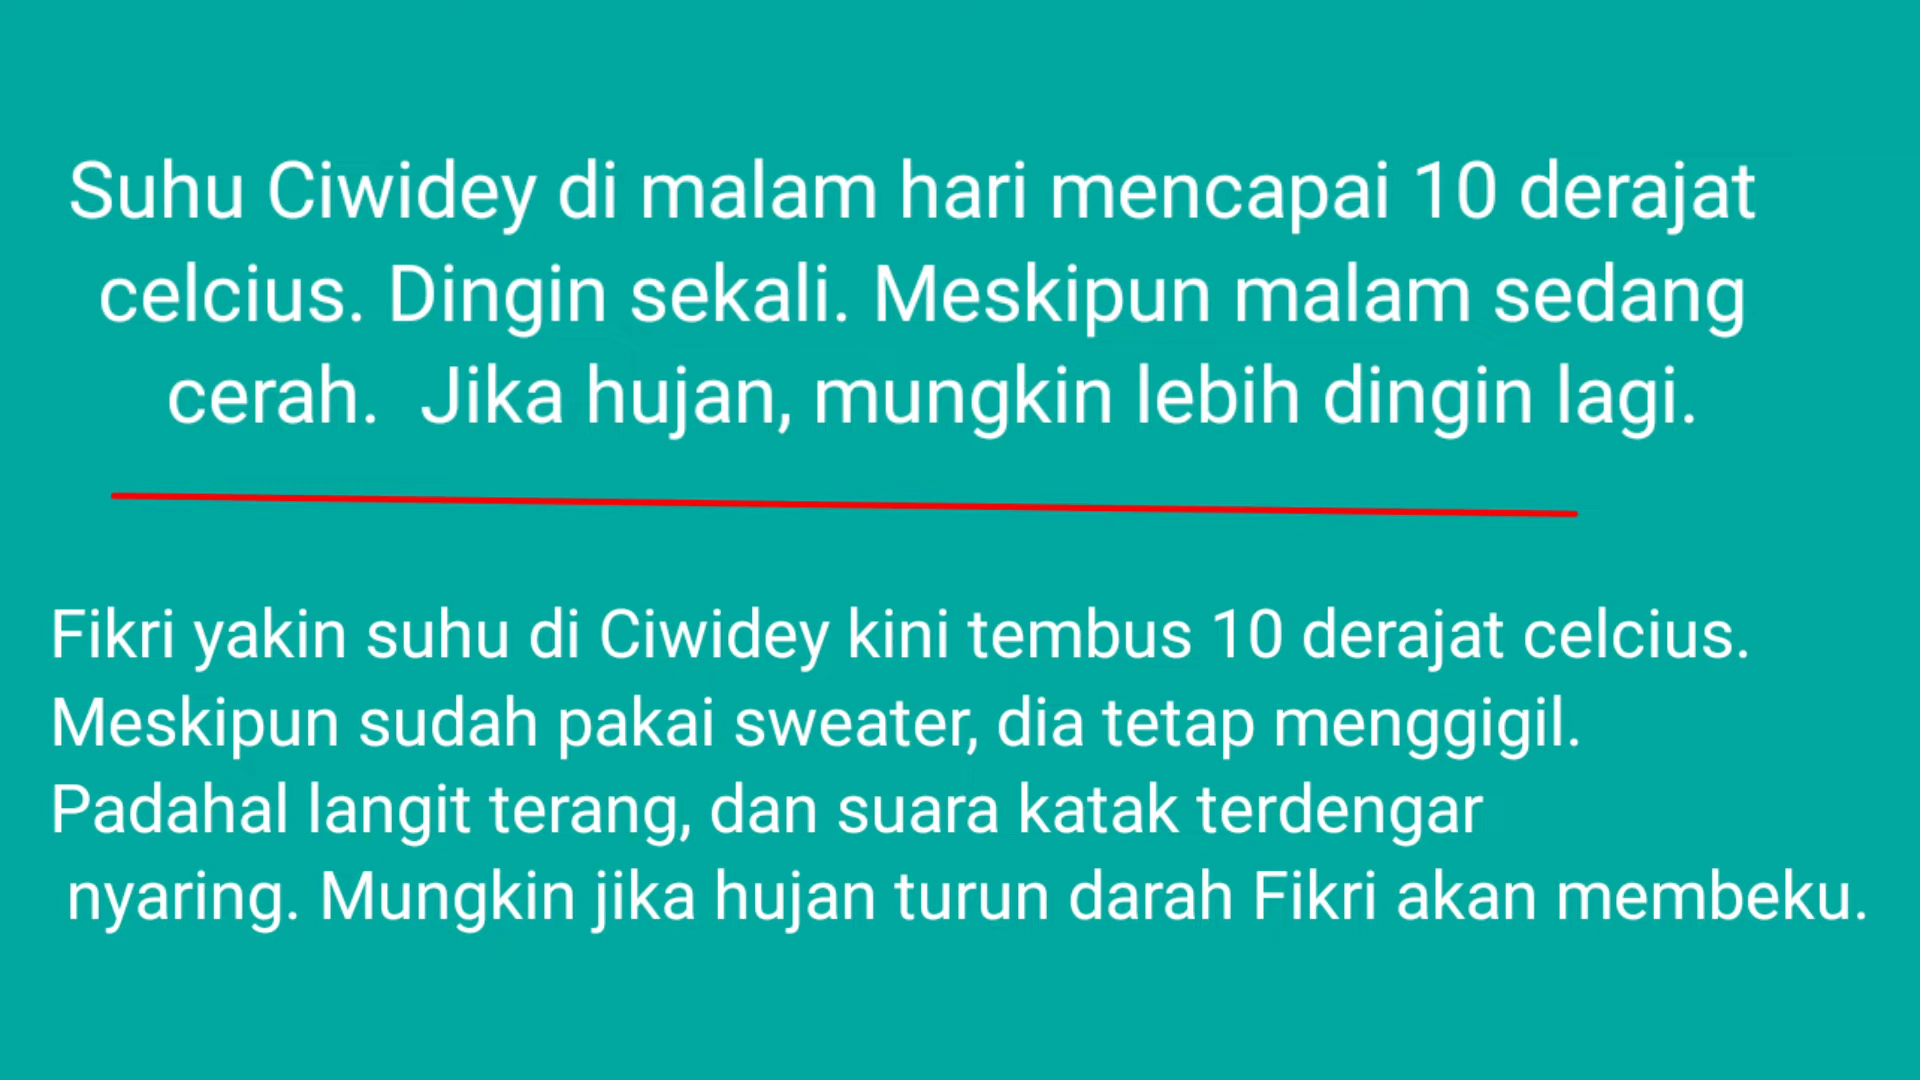 Suhu Ciwidey di malam hari mencapai 10 derajat
celcius. Dingin sekali. Meskipun malam sedang
cerah.  Jika hujan, mungkin lebih dingin lagi.
Fikri yakin suhu di Ciwidey kini tembus 10 derajat celcius.
Meskipun sudah pakai sweater, dia tetap menggigil.
Padahal langit terang, dan suara katak terdengar
nyaring. Mungkin jika hujan turun darah Fikri akan membeku.